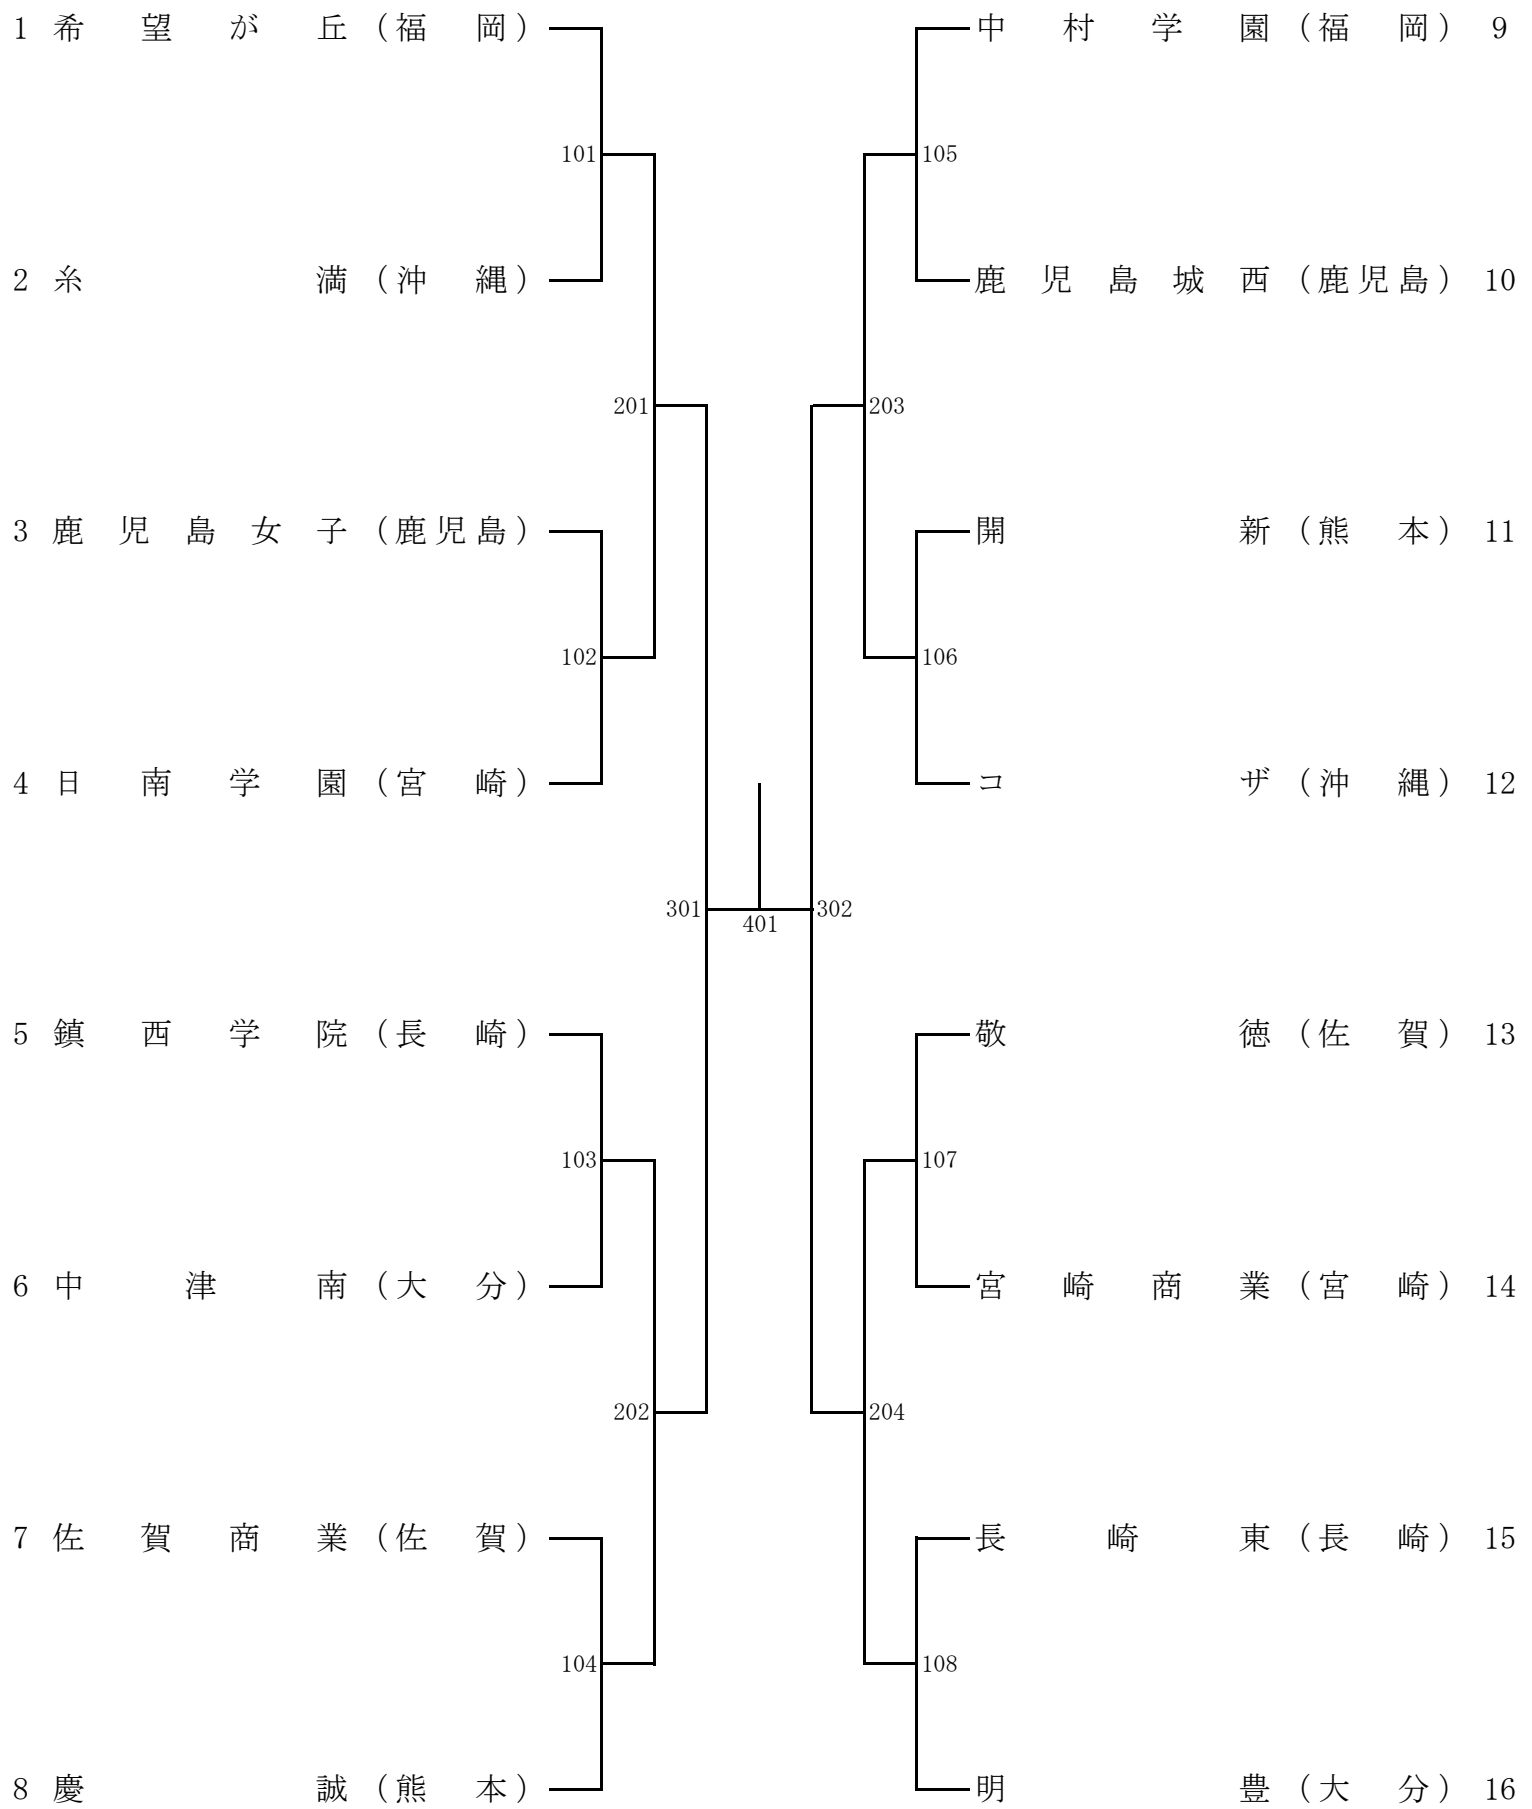 1 希望が丘（福岡） 中村学園（福岡） 9
101 105
2 糸満（沖縄） 鹿児島城西（鹿児島） 10
201 203
3 鹿児島女子（鹿児島） 開新（熊本） 11
102 106
4 日南学園（宮崎） コザ（沖縄） 12
301 302
401
5 鎮西学院（長崎） 敬徳（佐賀） 13
103 107
6 中津南（大分） 宮崎商業（宮崎） 14
202 204
7 佐賀商業（佐賀） 長崎東（長崎） 15
104 108
8 慶誠（熊本） 明豊（大分） 16